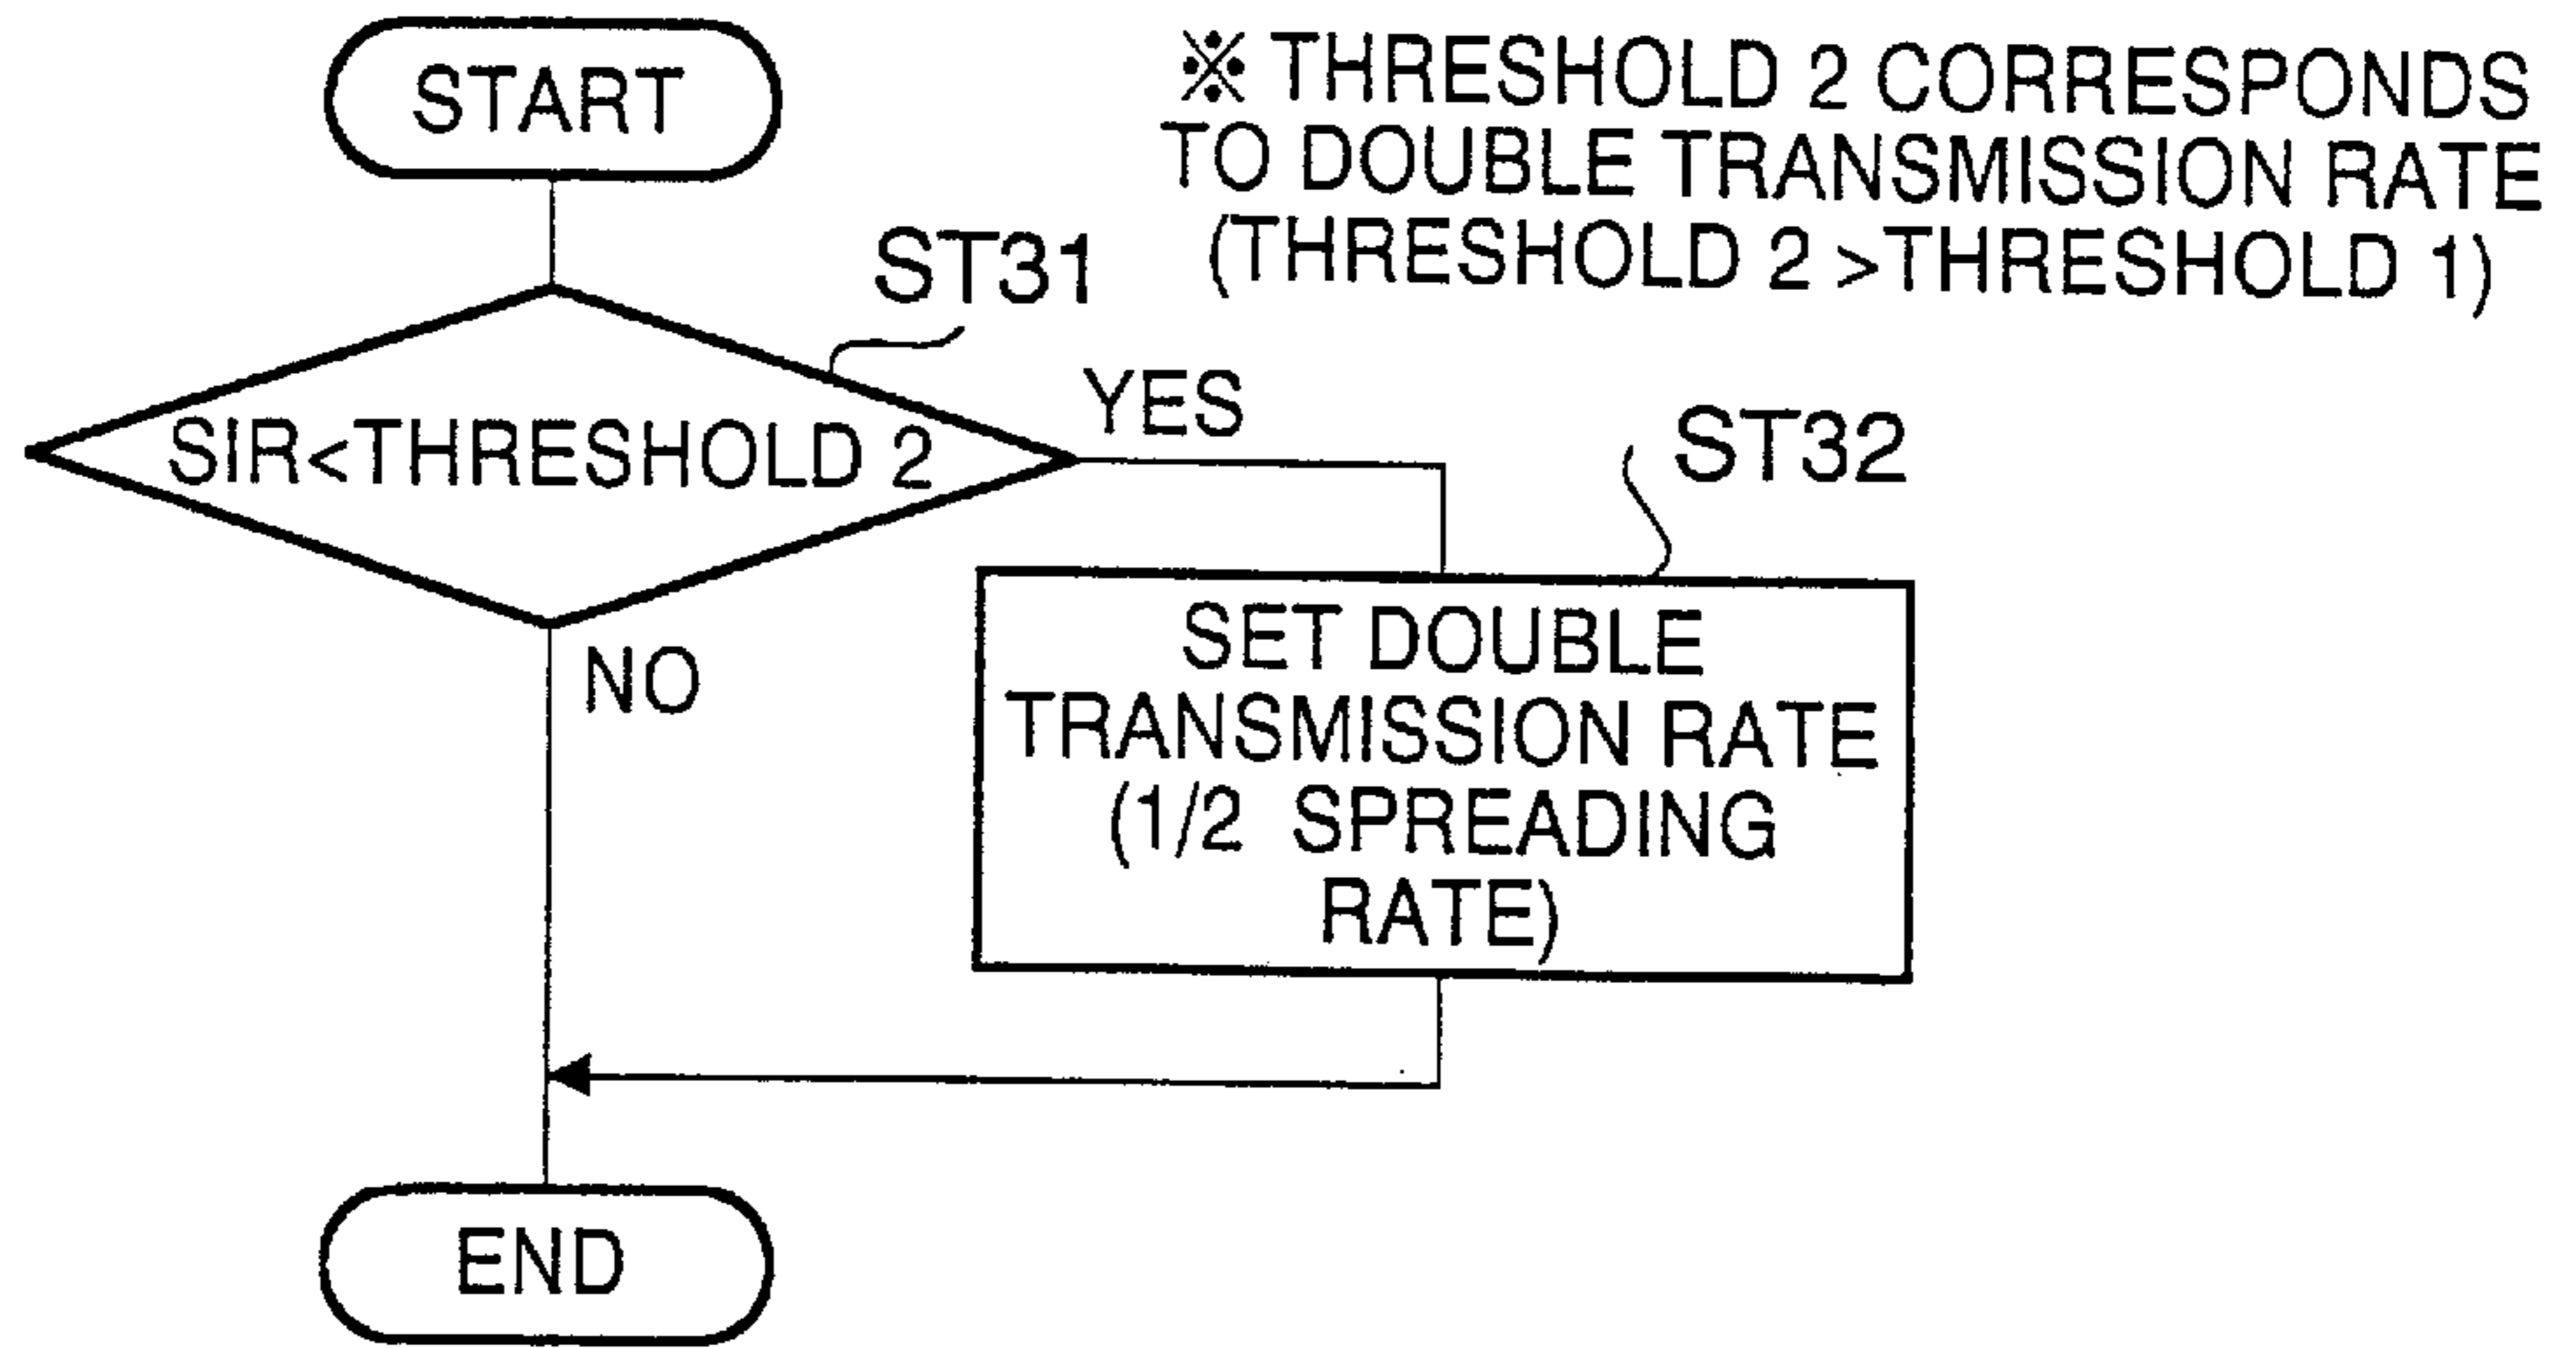 START
※ THRESHOLD 2 CORRESPONDS
TO DOUBLE TRANSMISSION RATE
(THRESHOLD 2 >THRESHOLD 1)
ST31
SIR<THRESHOLD 2
YES
ST32
NO
SET DOUBLE
TRANSMISSION RATE
(1/2 SPREADING
RATE)
END